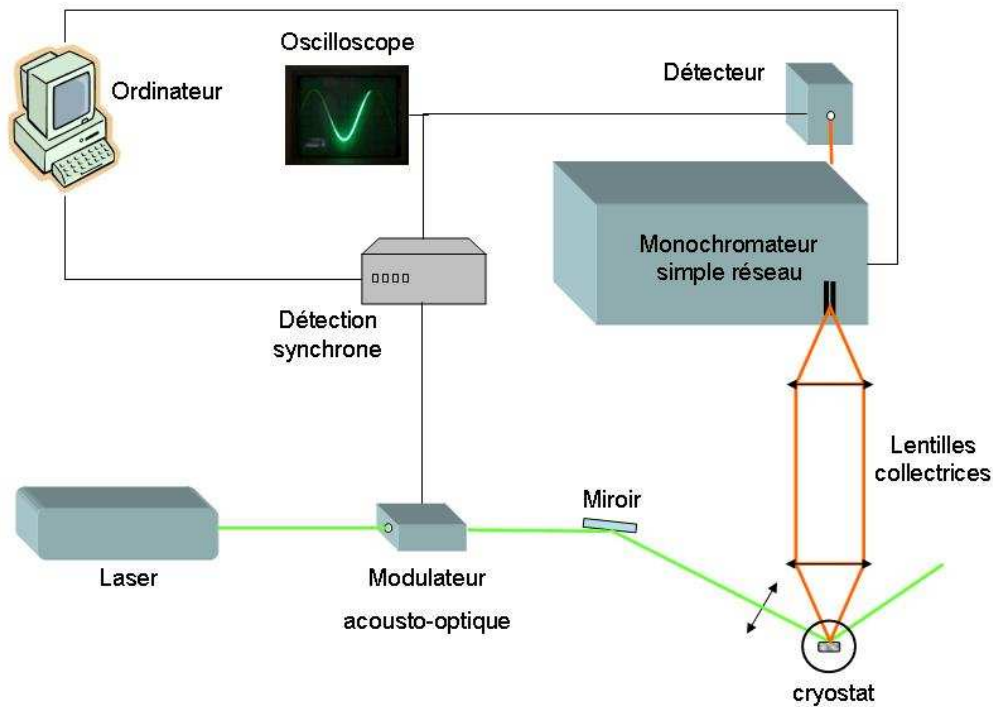 Oscilloscope
Détecteur
Ordinateur
Monochromateur
simple réseau
Détection
synchrone
Lentilles
collectrices
Miroir
Laser
Modulateur
acousto-optique
cryostat